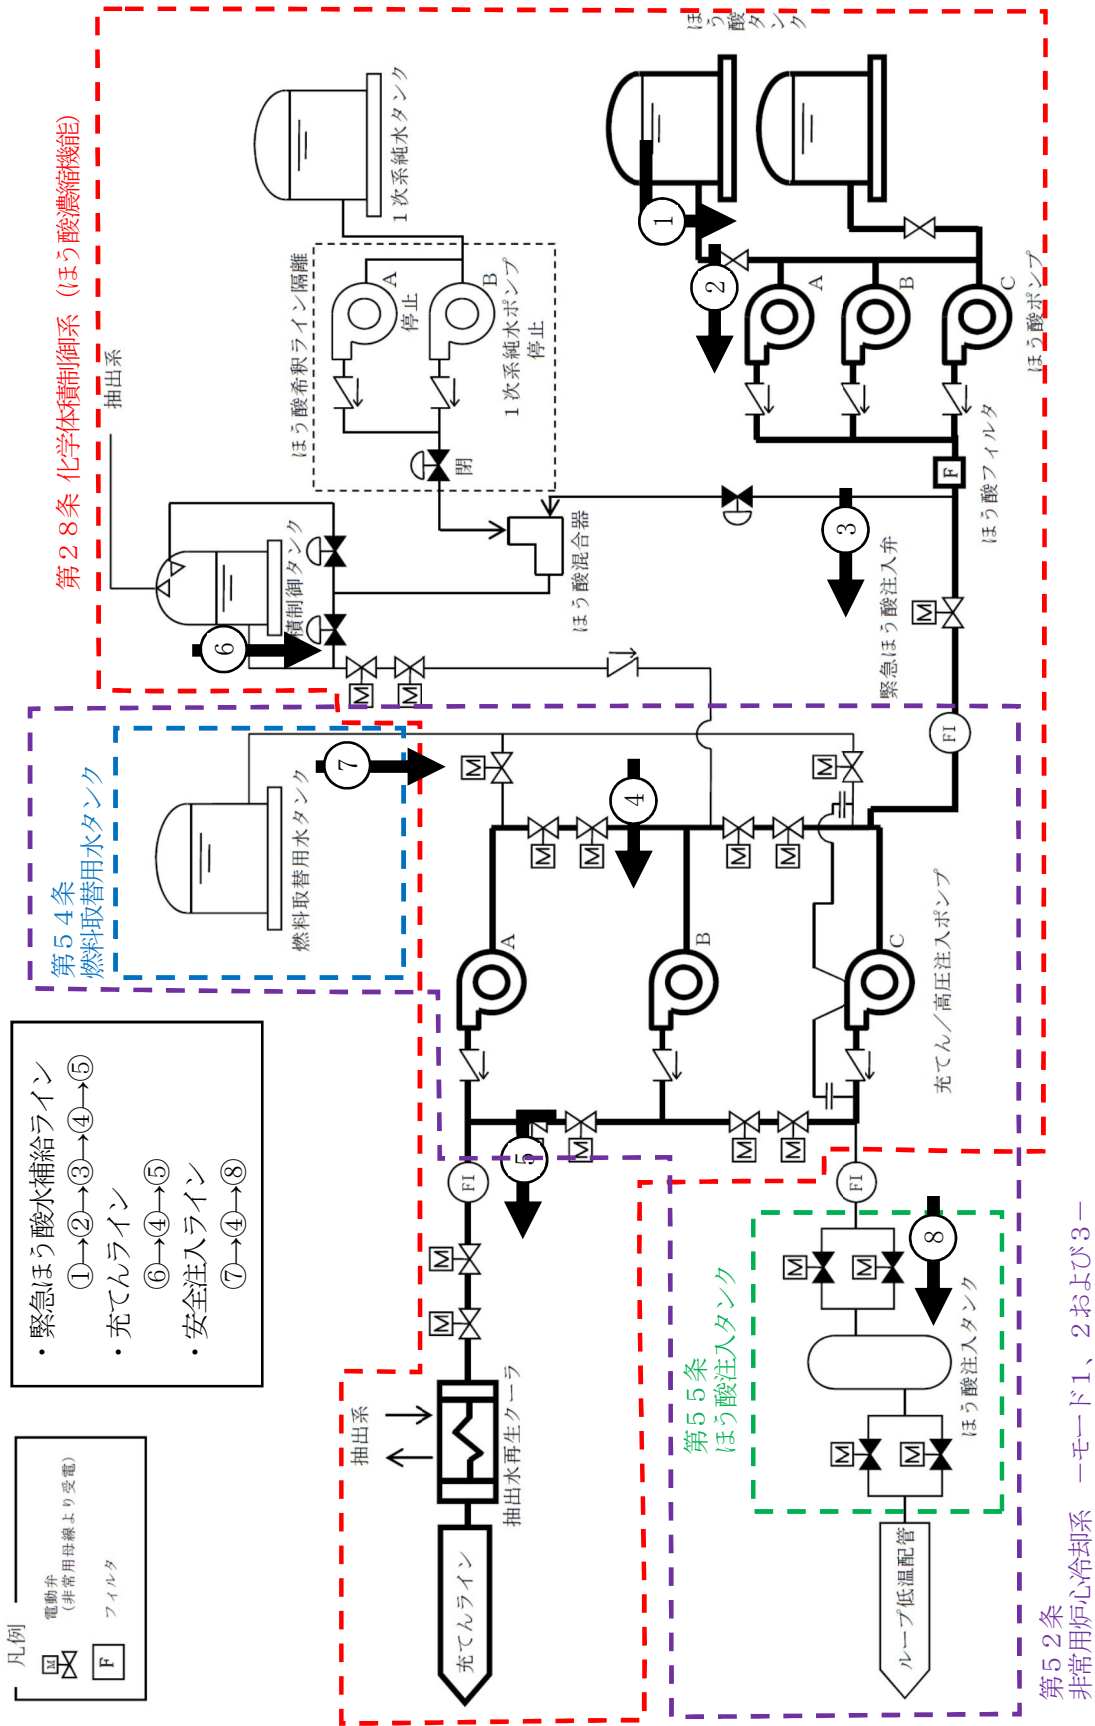 凡例
M
電動弁
(非常用母線より受電)
F
フィルタ
・緊急ほう酸水補給ライン
①→②→③→④→⑤
・充てんライン
⑥→④→⑤
・安全注入ライン
⑦→④→⑧
第54条
燃料取替用水タンク
燃料取替用水タンク
⑦
第28条 化学体積制御系(ほう酸濃縮機能)
抽出系
体積制御タンク
⑥
M
M
ほう酸希釈ライン隔離
A
停止
B
1次系純水ポンプ
停止
閉
1次系純水タンク
ほう酸混合器
ほう酸タンク
①
②
A
B
C
ほう酸ポンプ
F
ほう酸フィルタ
③
緊急ほう酸注入弁
M
FI
M
M
M
M
④
M
M
A
B
C
充てん/高圧注入ポンプ
⑤
M
M
M
M
FI
M
M
抽出系
抽出水再生クーラ
充てんライン
FI
第55条
ほう酸注入タンク
M
M
⑧
ほう酸注入タンク
M
M
ループ低温配管
第52条
非常用炉心冷却系 -モード1、2および3-